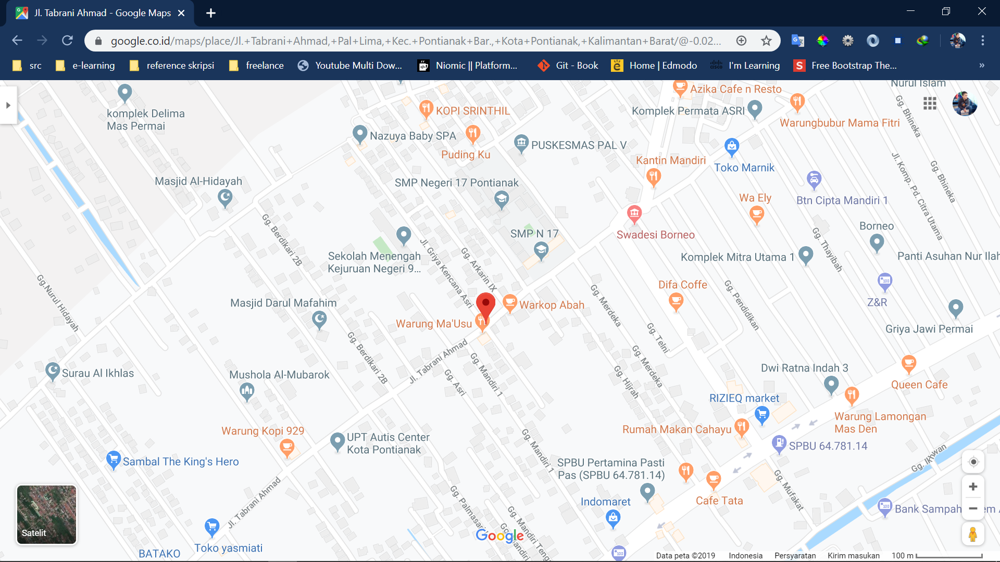 Jl. Tabrani Ahmad - Google Maps
google.co.id/maps/place/Jl.+Tabrani+Ahmad,+Pal+Lima,+Kec.+Pontianak+Bar.,+Kota+Pontianak,+Kalimantan+Barat/@-0.02...
src
e-learning
reference skripsi
freelance
Youtube Multi Dow...
Niomic || Platform...
Git - Book
Home | Edmodo
I'm Learning
Free Bootstrap The...
Nurul Islam
Azika Cafe n Resto
komplek Delima
Mas Permai
KOPI SRINTHIL
Komplek Permata ASRI
Warungbubur Mama Fitri
Gg. Bhineka
Nazuya Baby SPA
Puding Ku
PUSKESMAS PAL V
Kantin Mandiri
Toko Marnik
Jl. Komp. Pd. Citra Utama
Gg. Bhineka
Masjid Al-Hidayah
SMP Negeri 17 Pontianak
Wa Ely
Btn Cipta Mandiri 1
Gg. Berdikari 2B
SMP N 17
Swadesi Borneo
Borneo
Gg. Thayibah
Sekolah Menengah
Kejuruan Negeri 9...
Jl. Griya Kencana Asri
Gg. Arkarin IX
Komplek Mitra Utama 1
Panti Asuhan Nur Ilah
Gg.Nurul Hidayah
Difa Coffe
Gg. Merdeka
Gg. Pendidikan
Masjid Darul Mafahim
Warkop Abah
Z&R
Warung Ma'Usu
Gg. Telni
Griya Jawi Permai
Gg. Berdikari 2B
Jl. Tabrani Ahmad
Gg. Mandiri 1
Gg. Merdeka
Surau Al Ikhlas
Mushola Al-Mubarok
Gg. Asri
Gg. Hijrah
Dwi Ratna Indah 3
Queen Cafe
RIZIEQ market
Warung Lamongan
Mas Den
Warung Kopi 929
UPT Autis Center
Kota Pontianak
Gg. Mandiri 1
Rumah Makan Cahayu
SPBU 64.781.14
Gg. Ikhwan
Sambal The King's Hero
SPBU Pertamina Pasti
Pas (SPBU 64.781.14)
Jl. Tabrani Ahmad
Gg. Palmasari
Gg. Mufakat
Indomaret
Cafe Tata
Bank Sampah
Gg. Mandiri
Satelit
Google
Toko yasmiati
BATAKO
Data peta ©2019
Indonesia
Persyaratan
Kirim masukan
100 m